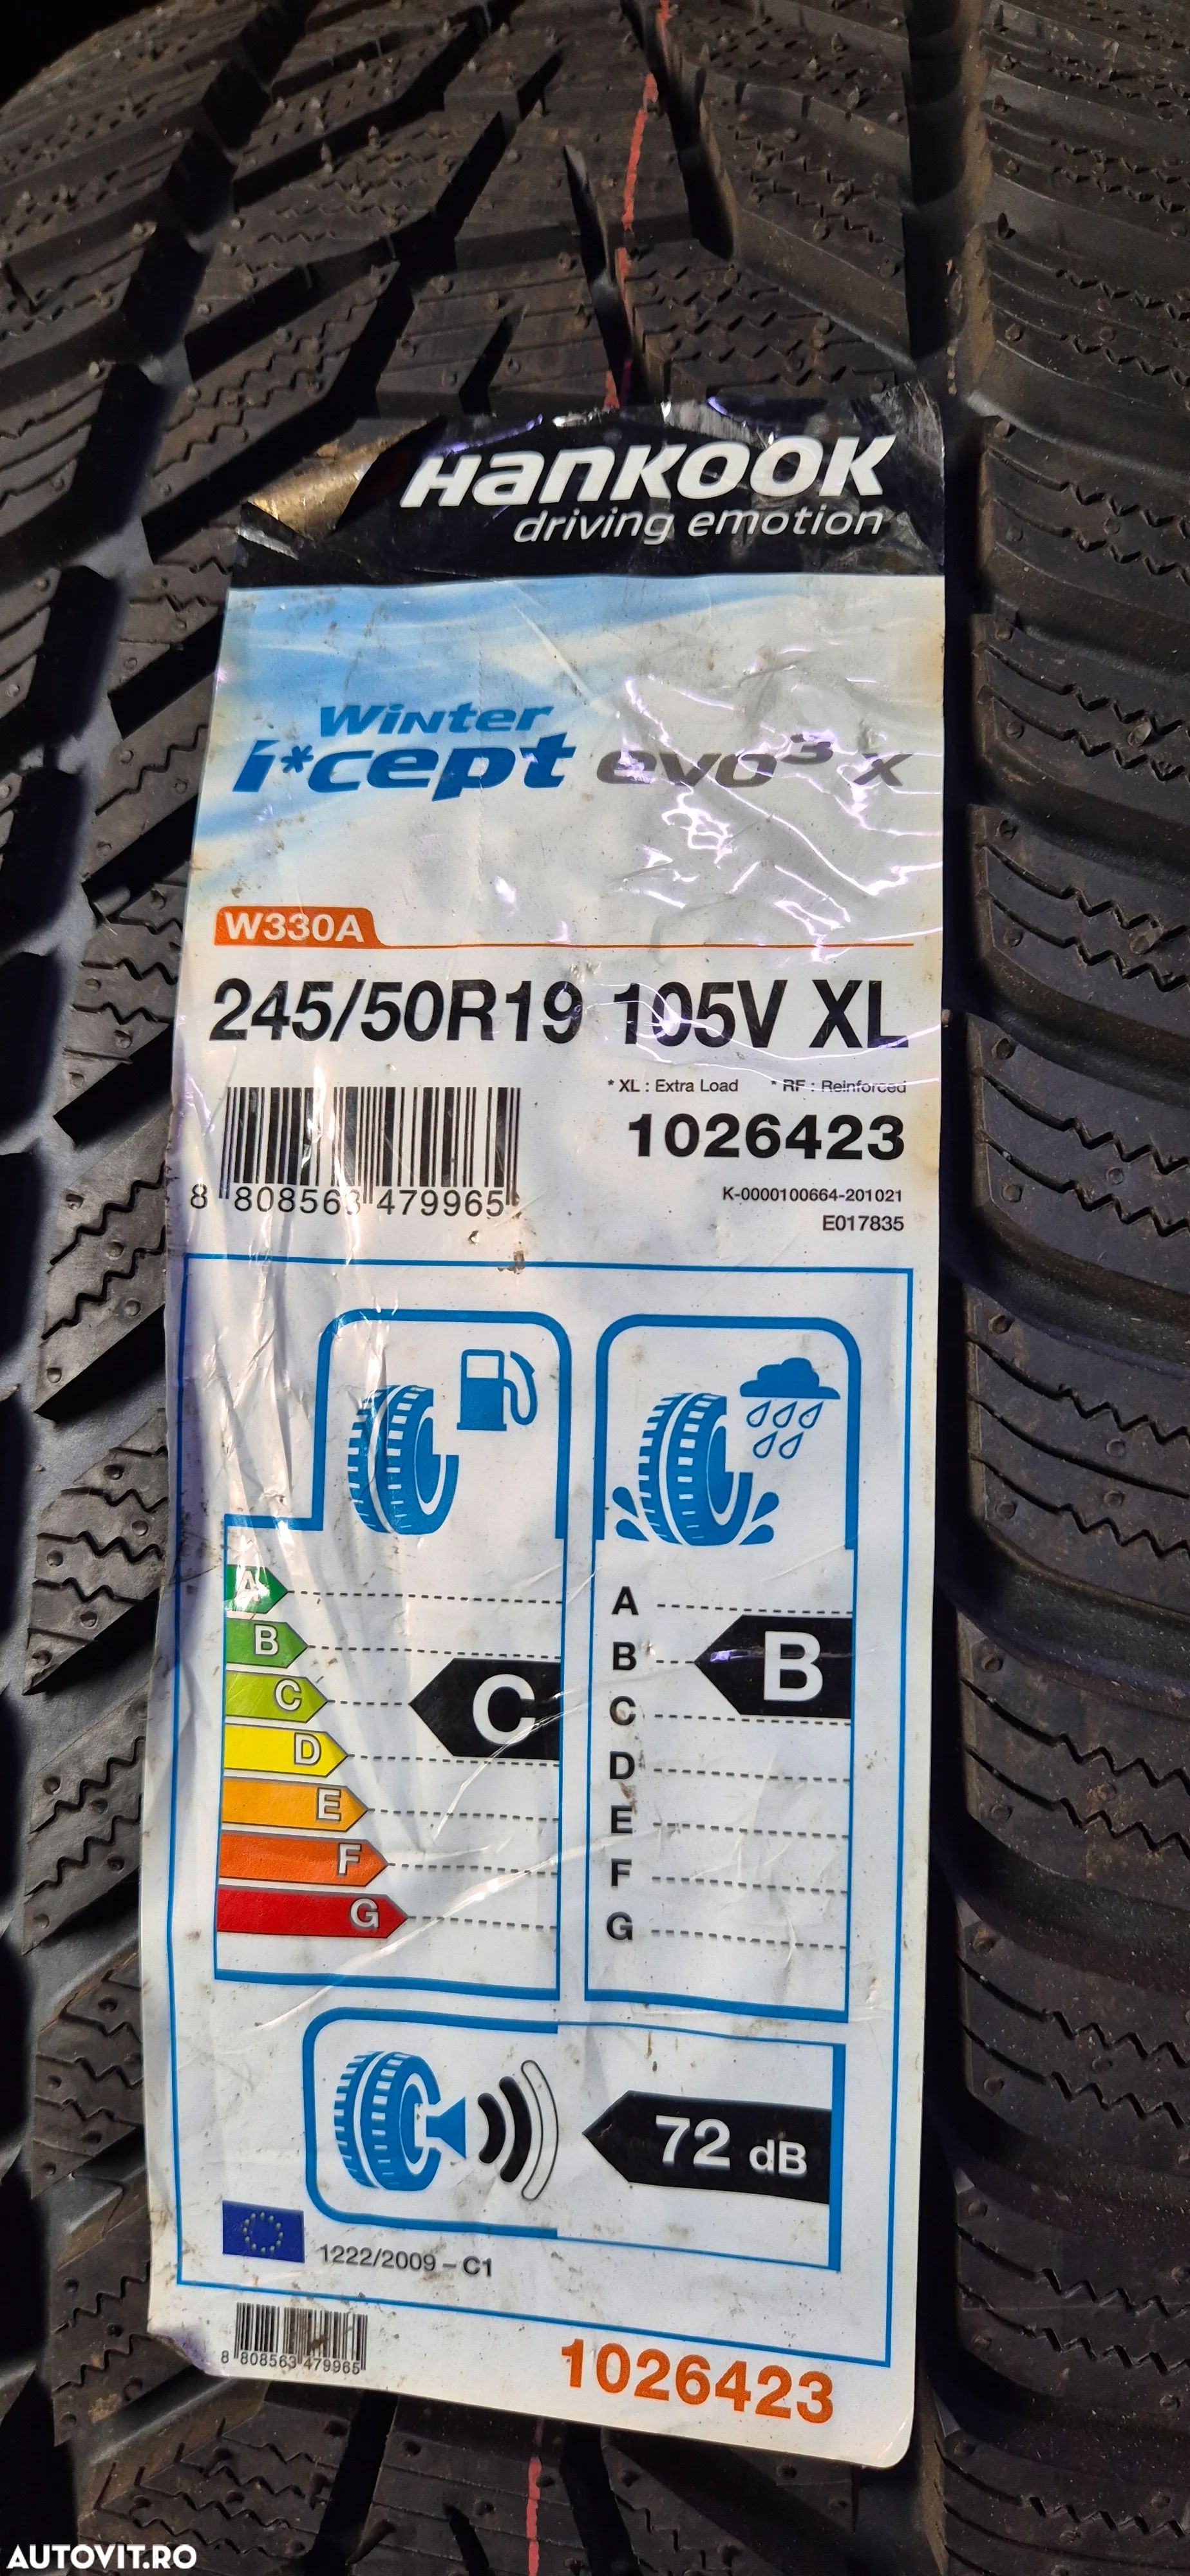 HANKOOK
driving emotion
Winter
i*cept evo³ x
W330A
245/50R19 105V XL
* XL : Extra Load * RF : Reinforced
1026423
8 808563 479965
K-0000100664-201021
E017835
A
B
C
D
E
F
G
C
A
B
C
D
E
F
G
B
72 dB
1222/2009 – C1
8 808563 479965
1026423
AUTOVIT.RO